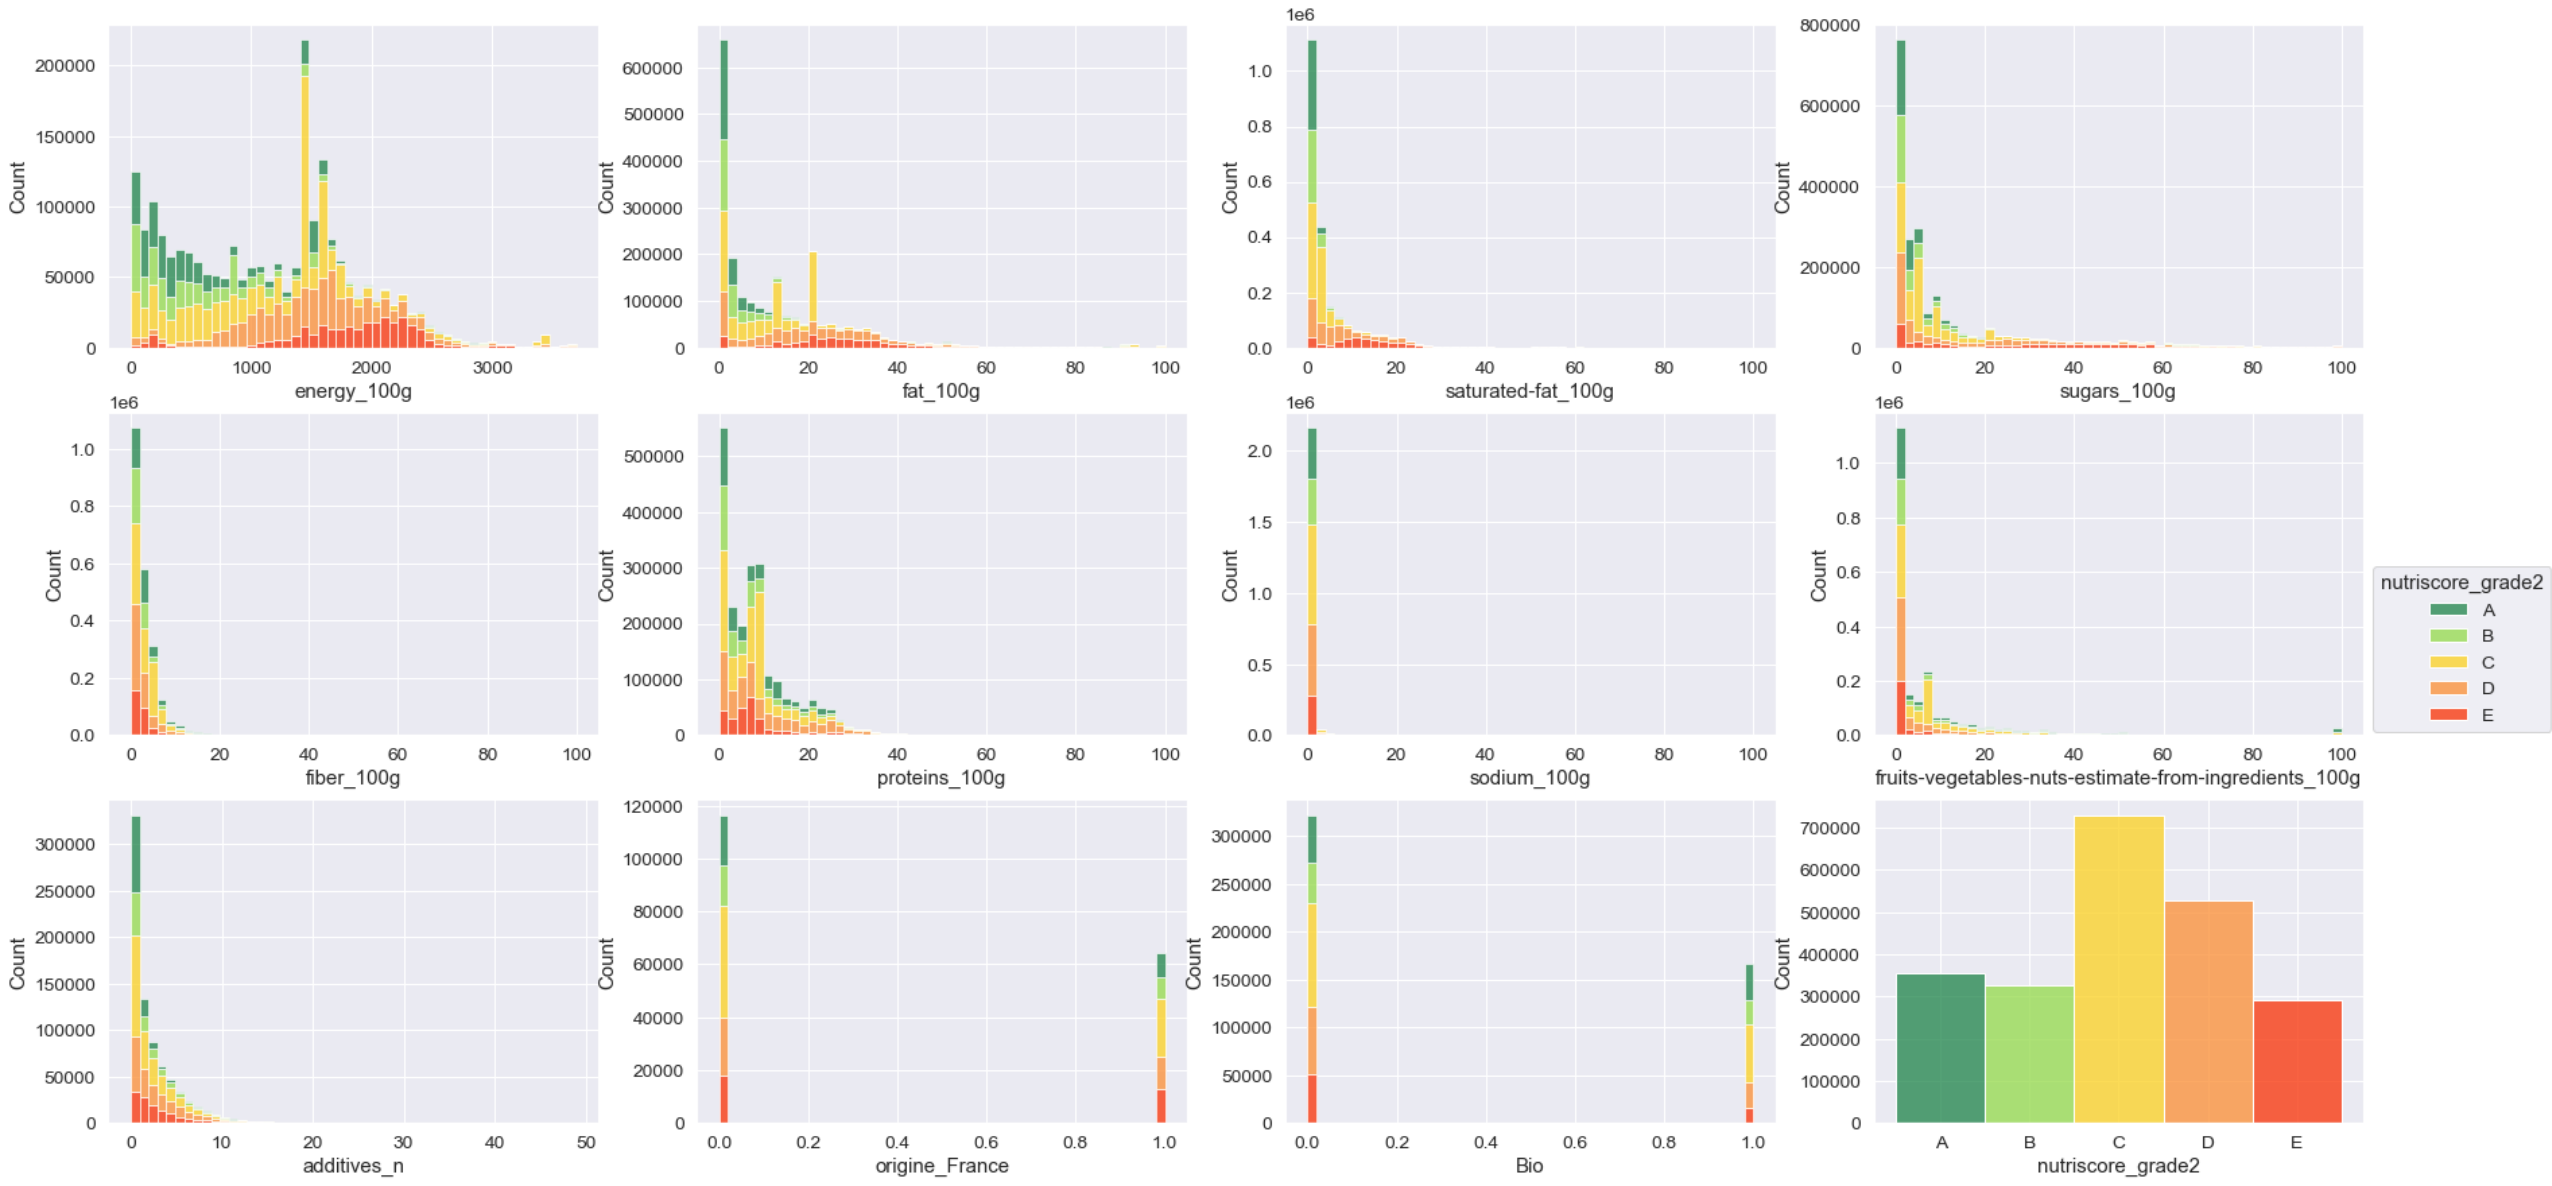 1e6
800000
200000
150000
100000
50000
0
Count
0 1000 2000 3000
energy_100g
600000
500000
400000
300000
200000
100000
0
Count
0 20 40 60 80 100
fat_100g
1.0
0.8
0.6
0.4
0.2
0.0
Count
0 20 40 60 80 100
saturated-fat_100g
600000
400000
200000
0
Count
0 20 40 60 80 100
sugars_100g
1e6
1.0
0.8
0.6
0.4
0.2
0.0
Count
0 20 40 60 80 100
fiber_100g
500000
400000
300000
200000
100000
0
Count
0 20 40 60 80 100
proteins_100g
1e6
2.0
1.5
1.0
0.5
0.0
Count
0 20 40 60 80 100
sodium_100g
1e6
1.0
0.8
0.6
0.4
0.2
0.0
Count
0 20 40 60 80 100
fruits-vegetables-nuts-estimate-from-ingredients_100g
nutriscore_grade2
A
B
C
D
E
300000
250000
200000
150000
100000
50000
0
Count
0 10 20 30 40 50
additives_n
120000
100000
80000
60000
40000
20000
0
Count
0.0 0.2 0.4 0.6 0.8 1.0
origine_France
300000
250000
200000
150000
100000
50000
0
Count
0.0 0.2 0.4 0.6 0.8 1.0
Bio
700000
600000
500000
400000
300000
200000
100000
0
Count
A B C D E
nutriscore_grade2